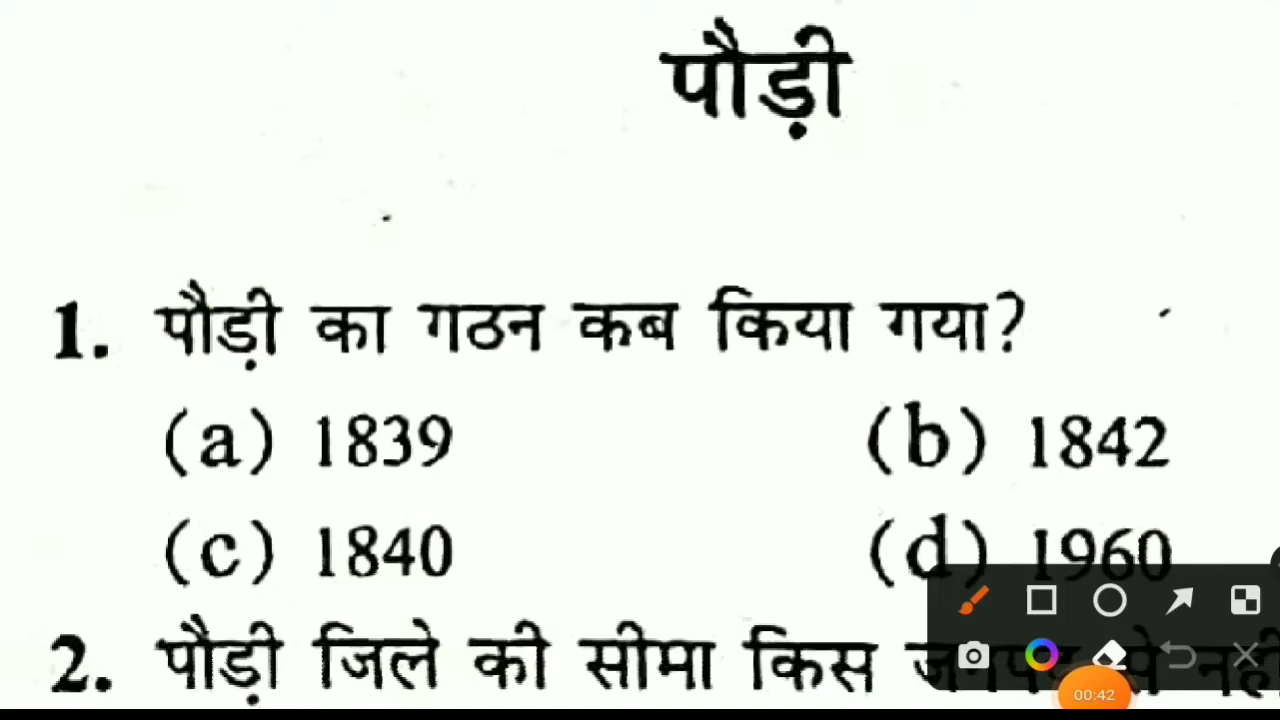 पौड़ी
1. पौड़ी का गठन कब किया गया?
(a) 1839 (b) 1842
(c) 1840 (d) 1960
2. पौड़ी जिले की सीमा किस
00:42